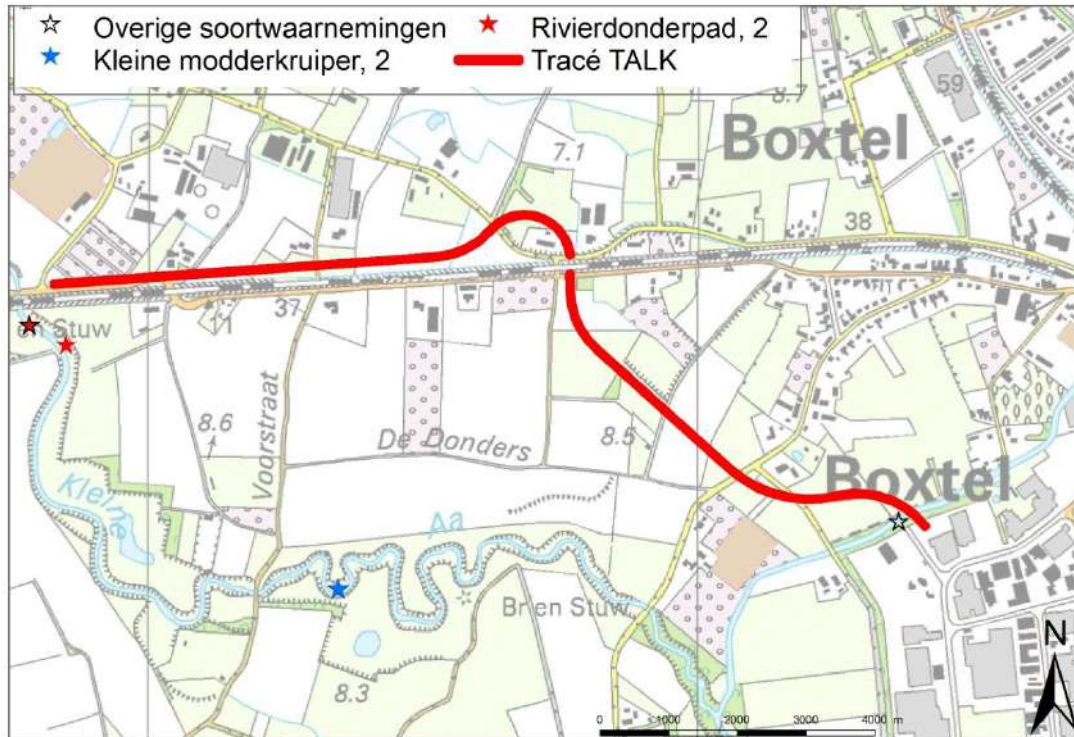 Overige soortwaarnemingen
Rivierdonderpad, 2
Kleine modderkruiper, 2
Tracé TALK
59
8.7
Boxtel
7.1
38
37
en Stuw
8.6
Voorstraat
De Donders
8.5
Boxtel
Kleine
Aa
Br en Stuw
8.3
N
0 1000 2000 3000 4000 m